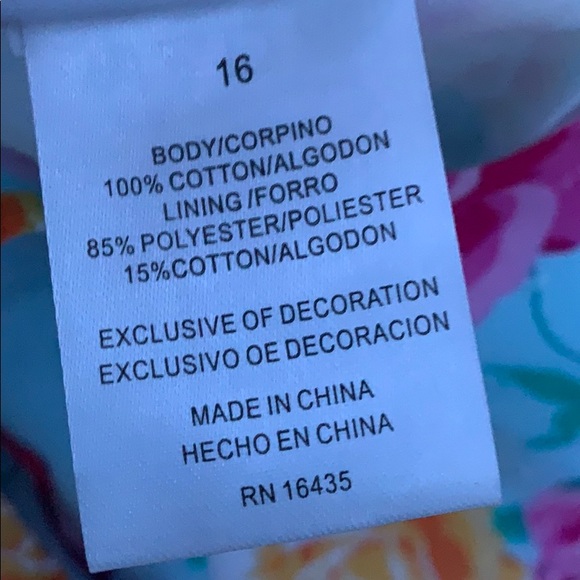 16
BODY/CORPINO
100% COTTON/ALGODON
LINING/FORRO
85% POLYESTER/POLIESTER
15%COTTON/ALGODON
EXCLUSIVE OF DECORATION
EXCLUSIVO OE DECORACION
MADE IN CHINA
HECHO EN CHINA
RN 16435